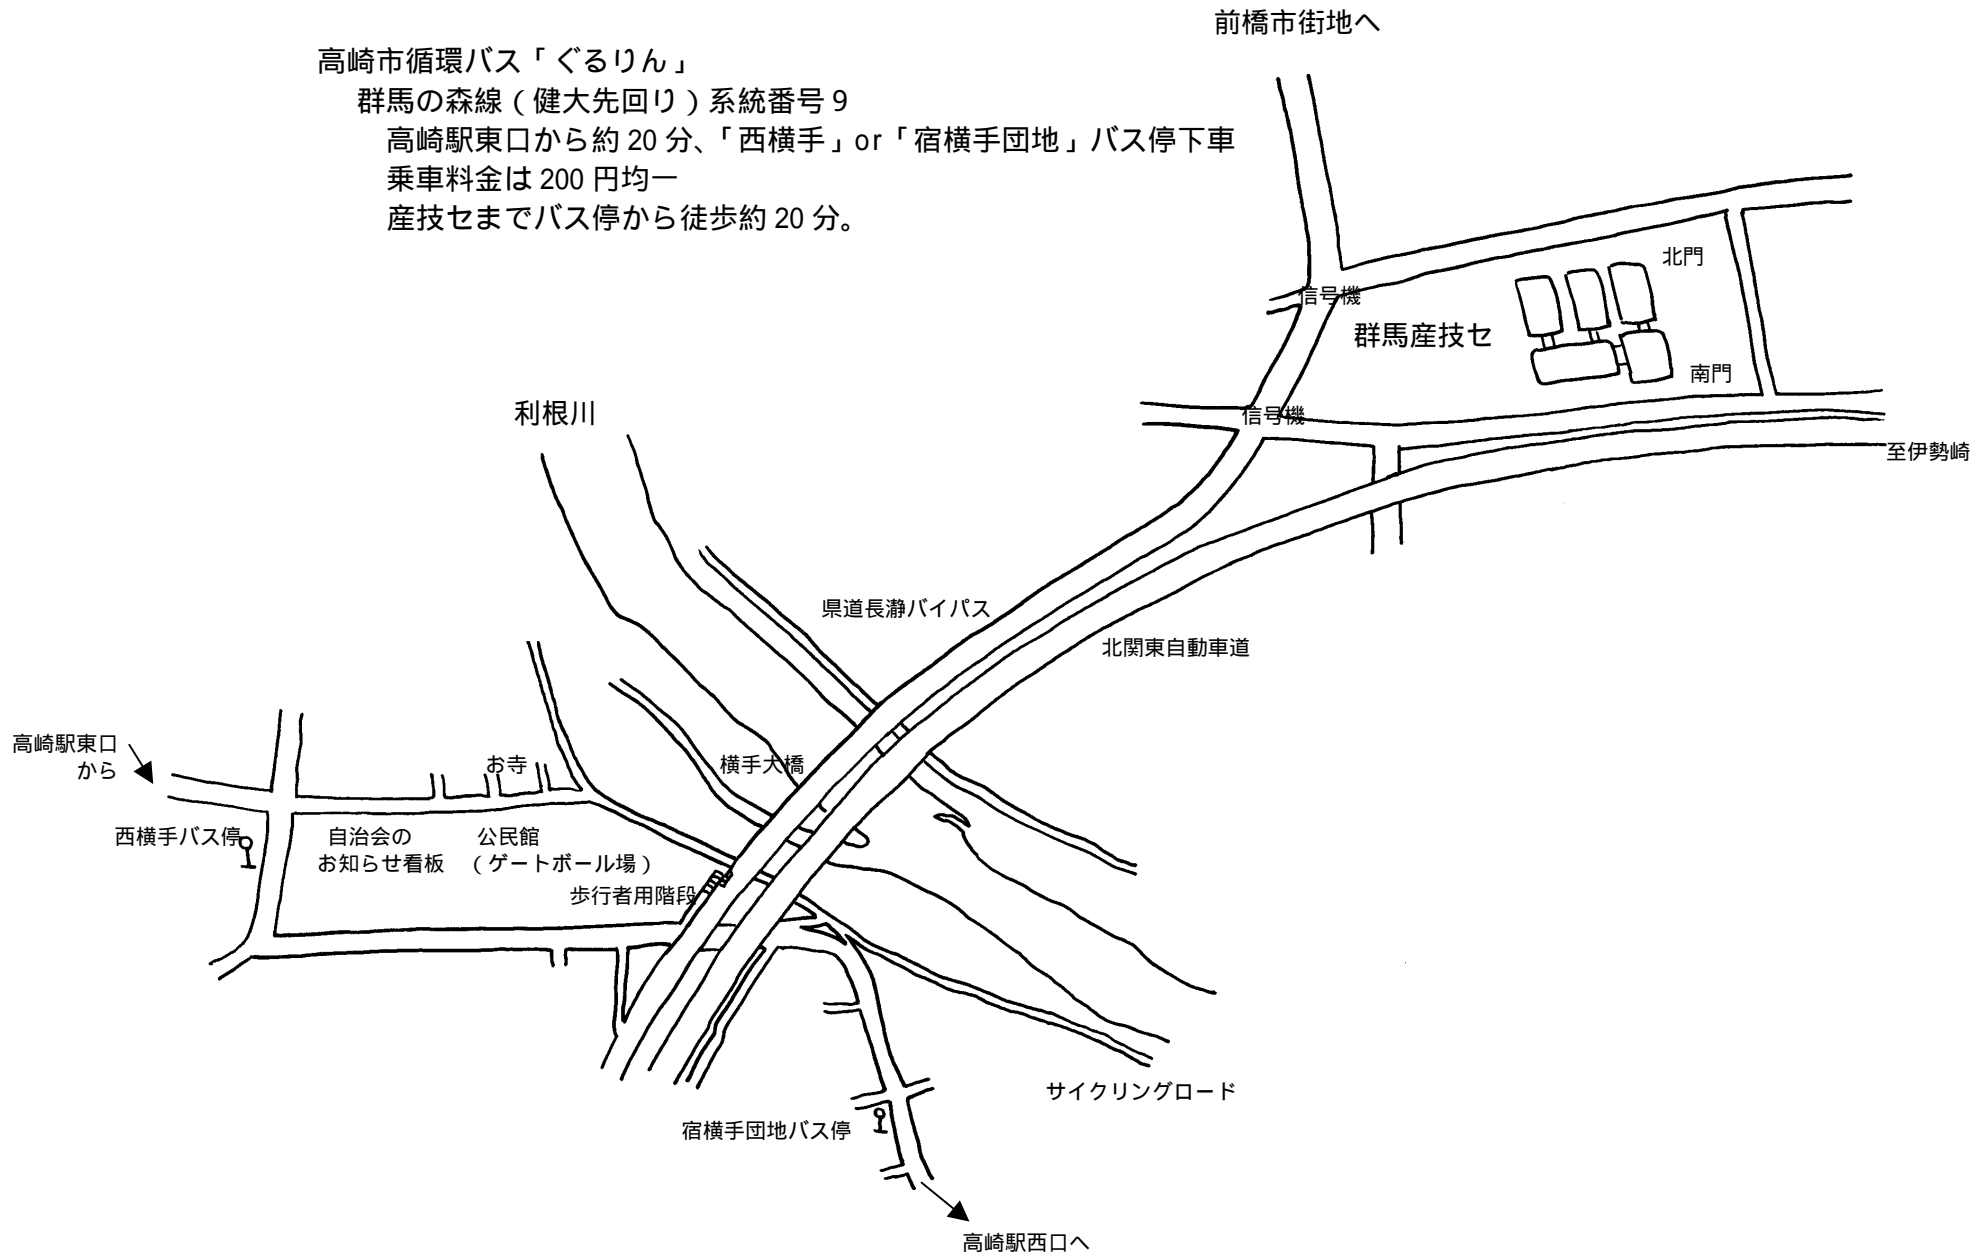 前橋市街地へ
高崎市循環バス「ぐるりん」
群馬の森線(健大先回り)系統番号9
高崎駅東口から約20分、「西横手」or「宿横手団地」バス停下車
乗車料金は200円均一
産技セまでバス停から徒歩約20分。
北門
信号機
群馬産技セ
南門
利根川
信号機
至伊勢崎
県道長瀞バイパス
北関東自動車道
高崎駅東口
から
お寺
横手大橋
西横手バス停
自治会の
お知らせ看板
公民館
(ゲートボール場)
歩行者用階段
サイクリングロード
宿横手団地バス停
高崎駅西口へ